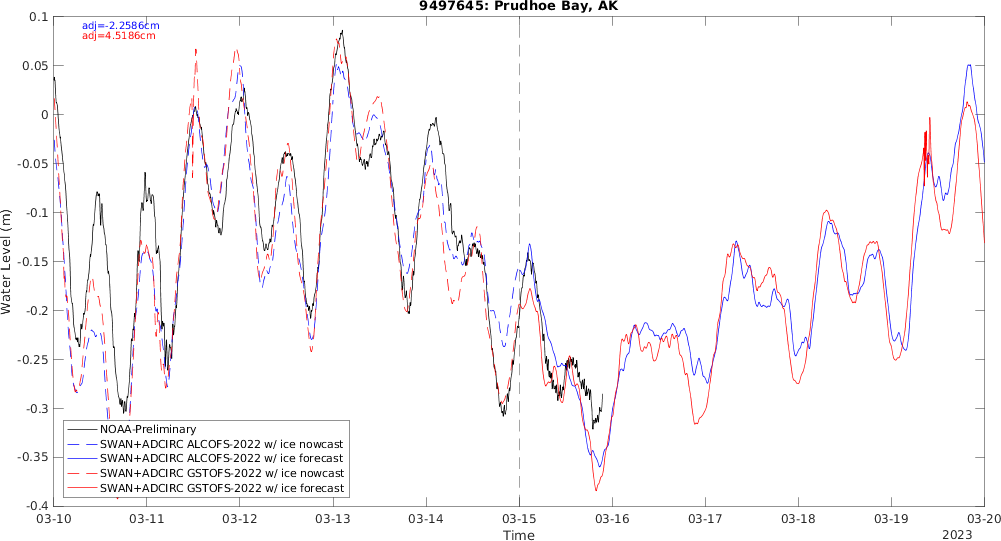 9497645: Prudhoe Bay, AK
adj=-2.2586cm
adj=4.5186cm
0.1
0.05
0
-0.05
-0.1
-0.15
-0.2
-0.25
-0.3
-0.35
-0.4
Water Level (m)
NOAA-Preliminary
SWAN+ADCIRC ALCOFS-2022 w/ ice nowcast
SWAN+ADCIRC ALCOFS-2022 w/ ice forecast
SWAN+ADCIRC GSTOFS-2022 w/ ice nowcast
SWAN+ADCIRC GSTOFS-2022 w/ ice forecast
03-10 03-11 03-12 03-13 03-14 03-15 03-16 03-17 03-18 03-19 03-20
Time
2023